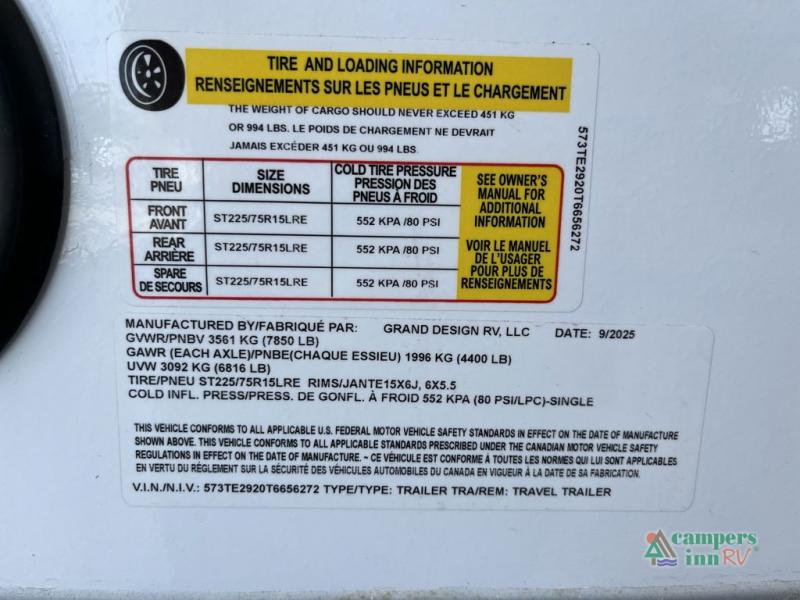 TIRE AND LOADING INFORMATION
RENSEIGNEMENTS SUR LES PNEUS ET LE CHARGEMENT
THE WEIGHT OF CARGO SHOULD NEVER EXCEED 451 KG
OR 994 LBS. LE POIDS DE CHARGEMENT NE DEVRAIT
JAMAIS EXCÉDER 451 KG OU 994 LBS.
TIRE
PNEU
SIZE
DIMENSIONS
COLD TIRE PRESSURE
PRESSION DES
PNEUS À FROID
FRONT
AVANT
ST225/75R15LRE
552 KPA /80 PSI
REAR
ARRIÈRE
ST225/75R15LRE
552 KPA /80 PSI
SPARE
DE SECOURS
ST225/75R15LRE
552 KPA /80 PSI
SEE OWNER'S
MANUAL FOR
ADDITIONAL
INFORMATION
VOIR LE MANUEL
DE L'USAGER
POUR PLUS DE
RENSEIGNEMENTS
573TE2920T6656272
MANUFACTURED BY/FABRIQUÉ PAR: GRAND DESIGN RV, LLC DATE: 9/2025
GVWR/PNBV 3561 KG (7850 LB)
GAWR (EACH AXLE)/PNBE(CHAQUE ESSIEU) 1996 KG (4400 LB)
UVW 3092 KG (6816 LB)
TIRE/PNEU ST225/75R15LRE RIMS/JANTE15X6J, 6X5.5
COLD INFL. PRESS/PRESS. DE GONFL. À FROID 552 KPA (80 PSI/LPC)-SINGLE
THIS VEHICLE CONFORMS TO ALL APPLICABLE U.S. FEDERAL MOTOR VEHICLE SAFETY STANDARDS IN EFFECT ON THE DATE OF MANUFACTURE
SHOWN ABOVE. THIS VEHICLE CONFORMS TO ALL APPLICABLE STANDARDS PRESCRIBED UNDER THE CANADIAN MOTOR VEHICLE SAFETY
REGULATIONS IN EFFECT ON THE DATE OF MANUFACTURE. ~ CE VÉHICULE EST CONFORME À TOUTES LES NORMES QUI LUI SONT APPLICABLES
EN VERTU DU RÈGLEMENT SUR LA SÉCURITÉ DES VÉHICULES AUTOMOBILES DU CANADA EN VIGUEUR À LA DATE DE SA FABRICATION.
V.I.N./N.I.V.: 573TE2920T6656272 TYPE/TYPE: TRAILER TRA/REM: TRAVEL TRAILER
campers
inn RV®